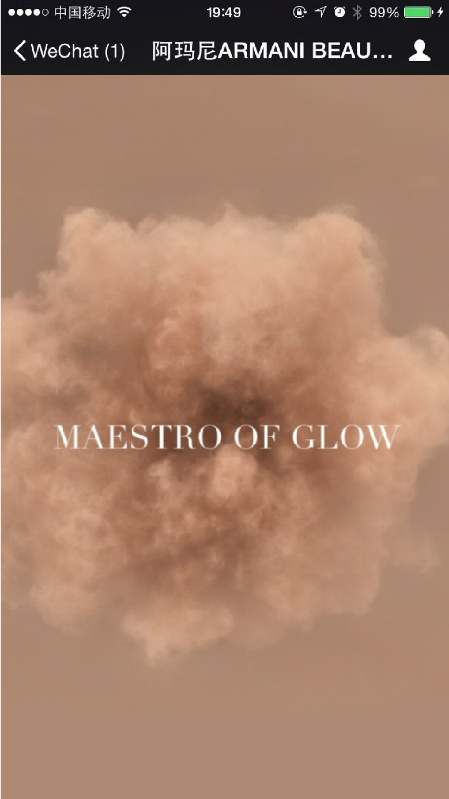 中国移动 19:49 99%
WeChat (1) 阿玛尼ARMANI BEAU...
MAESTRO OF GLOW